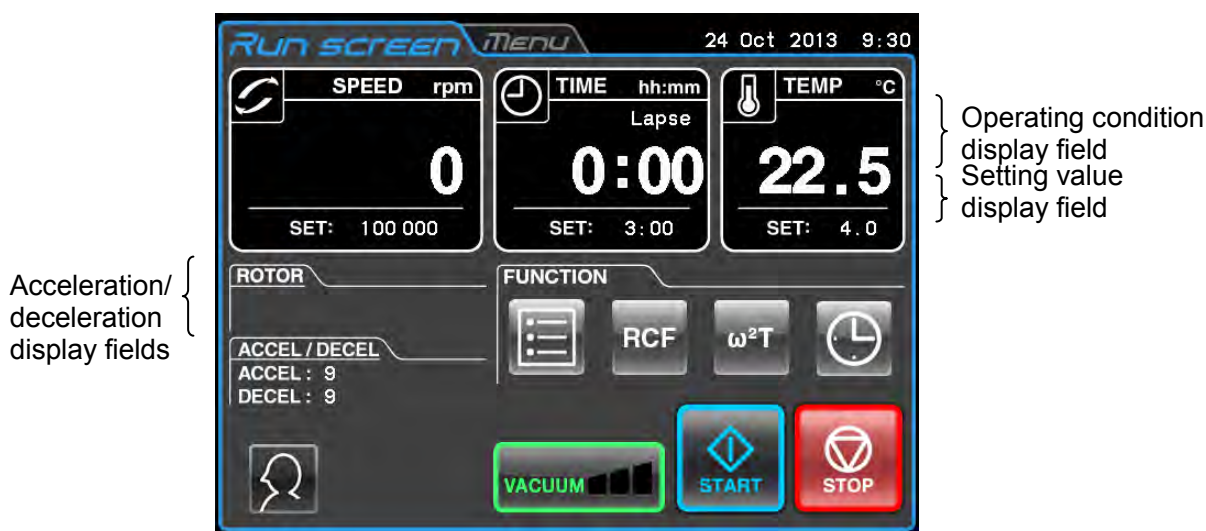 Run screen Menu 24 Oct 2013 9:30
SPEED rpm
0
SET: 100 000
TIME hh:mm
Lapse
0:00
SET: 3:00
TEMP °C
22.5
SET: 4.0
Operating condition
display field
Setting value
display field
Acceleration/
deceleration
display fields
ROTOR
ACCEL / DECEL
ACCEL : 9
DECEL : 9
FUNCTION
RCF
ω²T
VACUUM
START
STOP